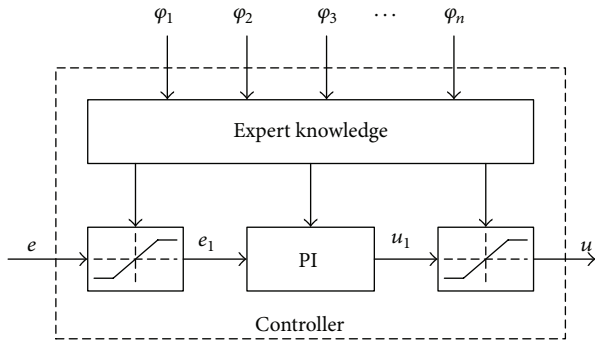 φ1 φ2 φ3 ··· φn
Expert knowledge
e e1 PI u1 u
Controller